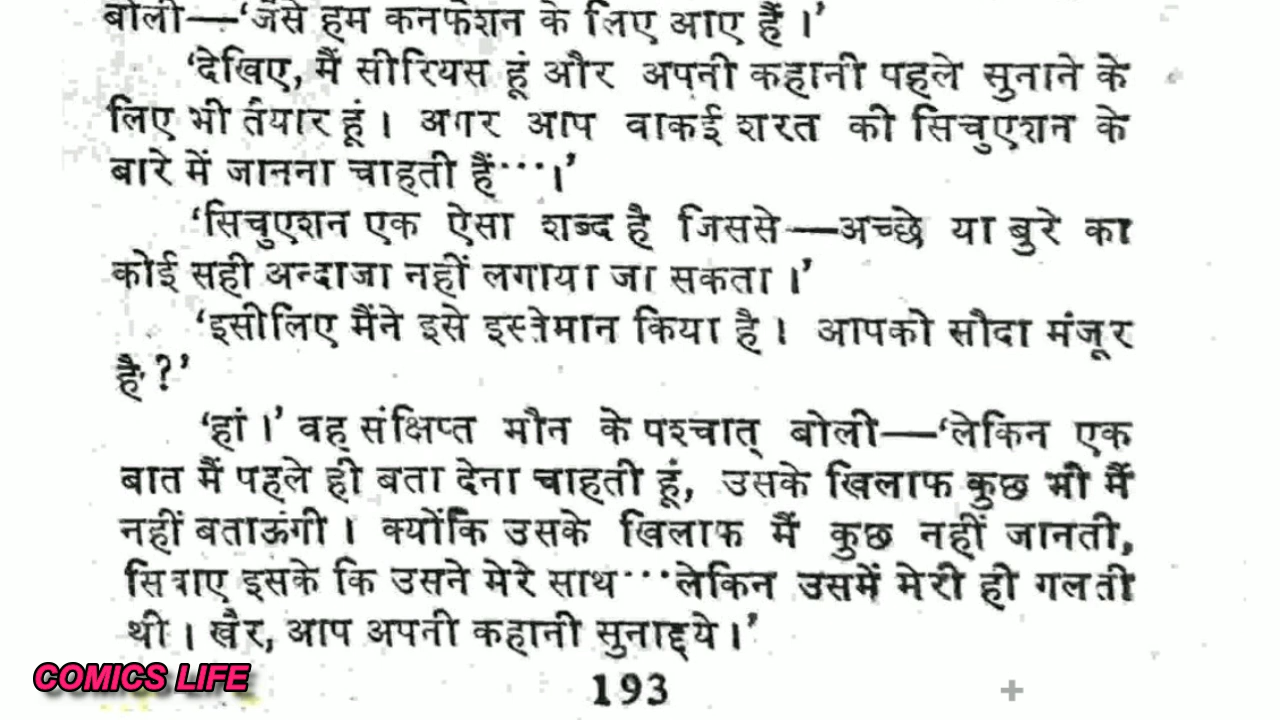 बोली—‘जैसे हम कनफेशन के लिए आए हैं।’
‘देखिए, मैं सीरियस हूं और अपनी कहानी पहले सुनाने के
लिए भी तैयार हूं। अगर आप वाकई शरत की सिचुएशन के
बारे में जानना चाहती हैं···।’
‘सिचुएशन एक ऐसा शब्द है जिससे—अच्छे या बुरे का
कोई सही अन्दाजा नहीं लगाया जा सकता।’
‘इसीलिए मैंने इसे इस्तेमान किया है। आपको सौदा मंजूर
है ?’
‘हां।’ वह संक्षिप्त मौन के पश्चात् बोली—‘लेकिन एक
बात मैं पहले ही बता देना चाहती हूं, उसके खिलाफ कुछ भी मैं
नहीं बताऊंगी। क्योंकि उसके खिलाफ मैं कुछ नहीं जानती,
सिवाए इसके कि उसने मेरे साथ···लेकिन उसमें मेरी ही गलती
थी। खैर, आप अपनी कहानी सुनाइये।’
COMICS LIFE
193